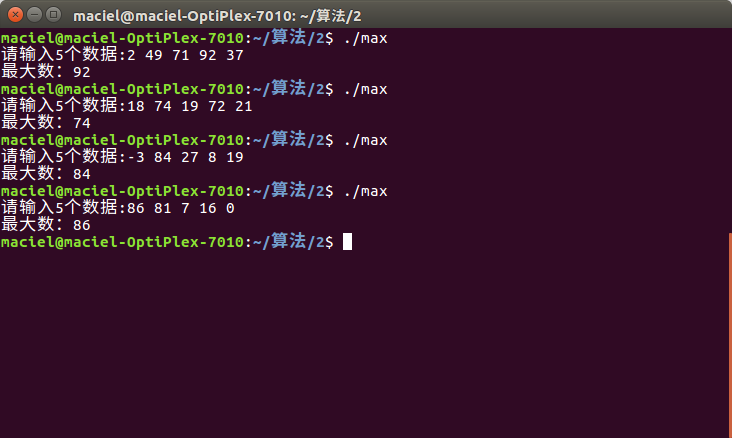 maciel@maciel-OptiPlex-7010: ~/算法/2
maciel@maciel-OptiPlex-7010:~/算法/2$ ./max
请输入5个数据:2 49 71 92 37
最大数: 92
maciel@maciel-OptiPlex-7010:~/算法/2$ ./max
请输入5个数据:18 74 19 72 21
最大数: 74
maciel@maciel-OptiPlex-7010:~/算法/2$ ./max
请输入5个数据:-3 84 27 8 19
最大数: 84
maciel@maciel-OptiPlex-7010:~/算法/2$ ./max
请输入5个数据:86 81 7 16 0
最大数: 86
maciel@maciel-OptiPlex-7010:~/算法/2$